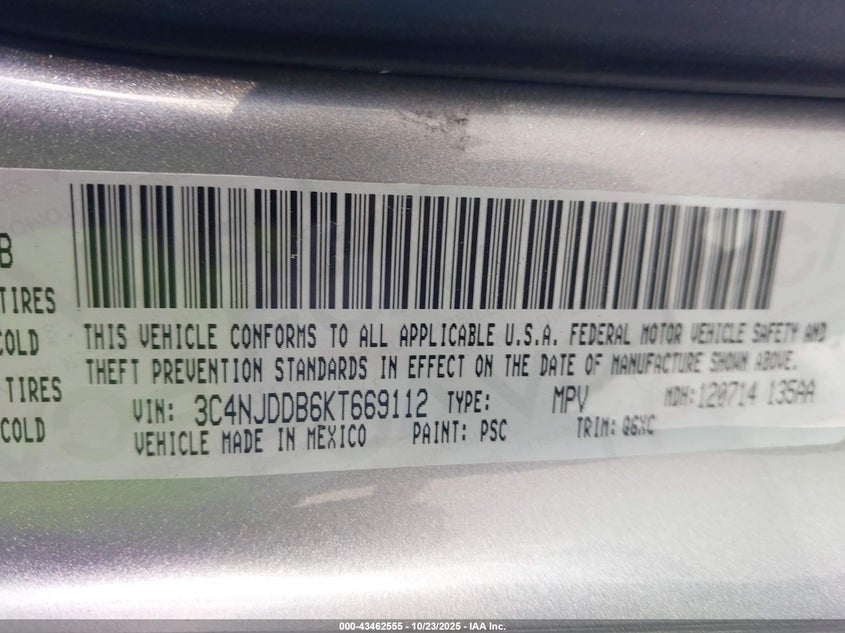 B
TIRES
COLD
TIRES
COLD
THIS VEHICLE CONFORMS TO ALL APPLICABLE U.S.A. FEDERAL MOTOR VEHICLE SAFETY AND
THEFT PREVENTION STANDARDS IN EFFECT ON THE DATE OF MANUFACTURE SHOWN ABOVE.
VIN: 3C4NJDDB6KT669112 TYPE: MPV MDH:120714 135AA
VEHICLE MADE IN MEXICO PAINT: PSC TRIM: Q6XC
000-43462555 - 10/23/2025 - IAA Inc.